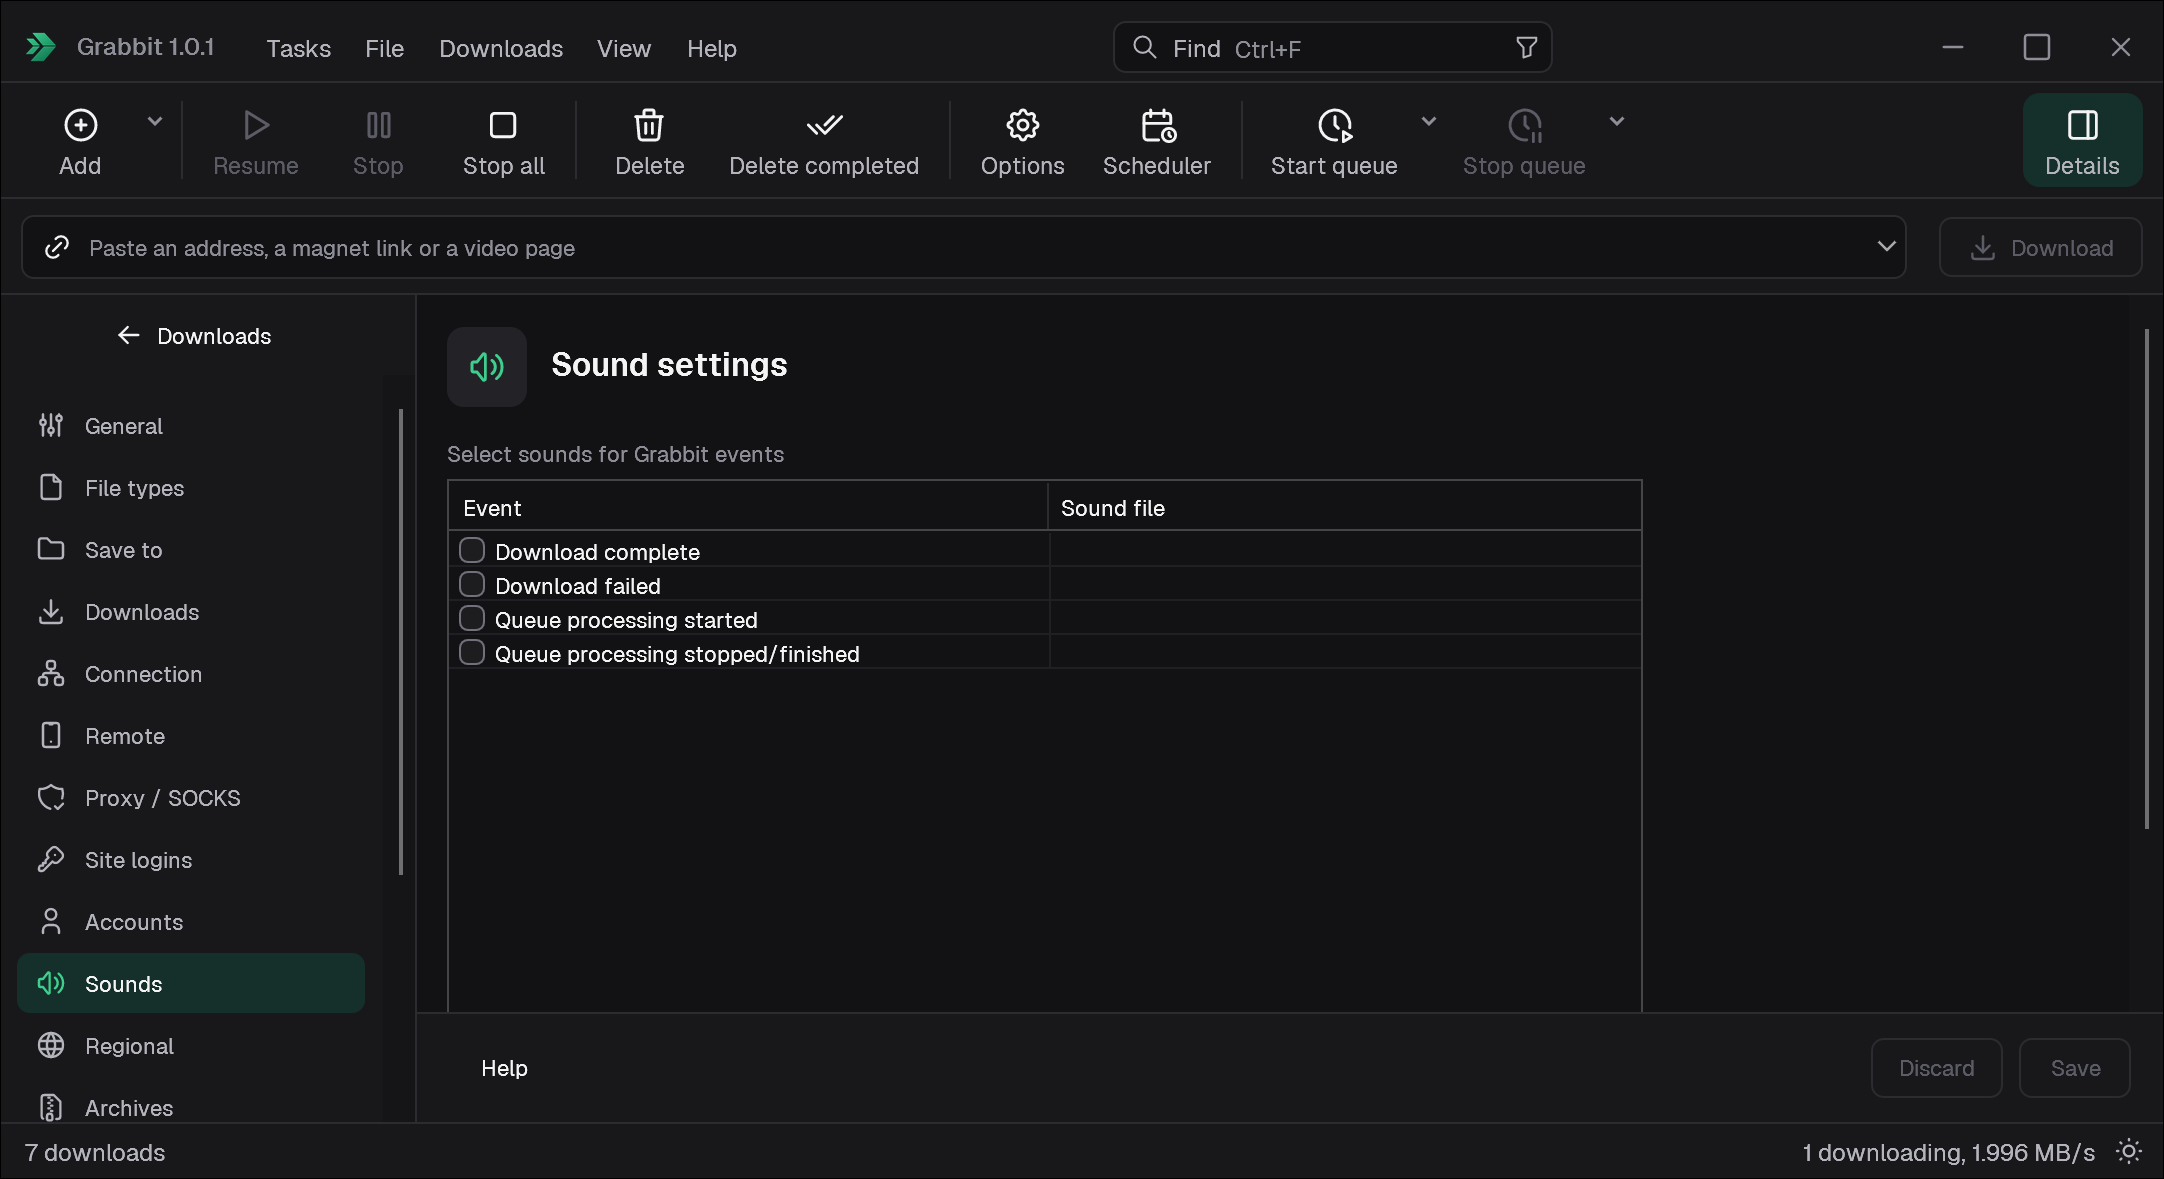 Grabbit 1.0.1 Tasks File Downloads View Help Find Ctrl+F
Add Resume Stop Stop all Delete Delete completed Options Scheduler Start queue Stop queue Details
Paste an address, a magnet link or a video page Download
Downloads
General
File types
Save to
Downloads
Connection
Remote
Proxy / SOCKS
Site logins
Accounts
Sounds
Regional
Archives
Sound settings
Select sounds for Grabbit events
Event Sound file
Download complete
Download failed
Queue processing started
Queue processing stopped/finished
Help Discard Save
7 downloads 1 downloading, 1.996 MB/s